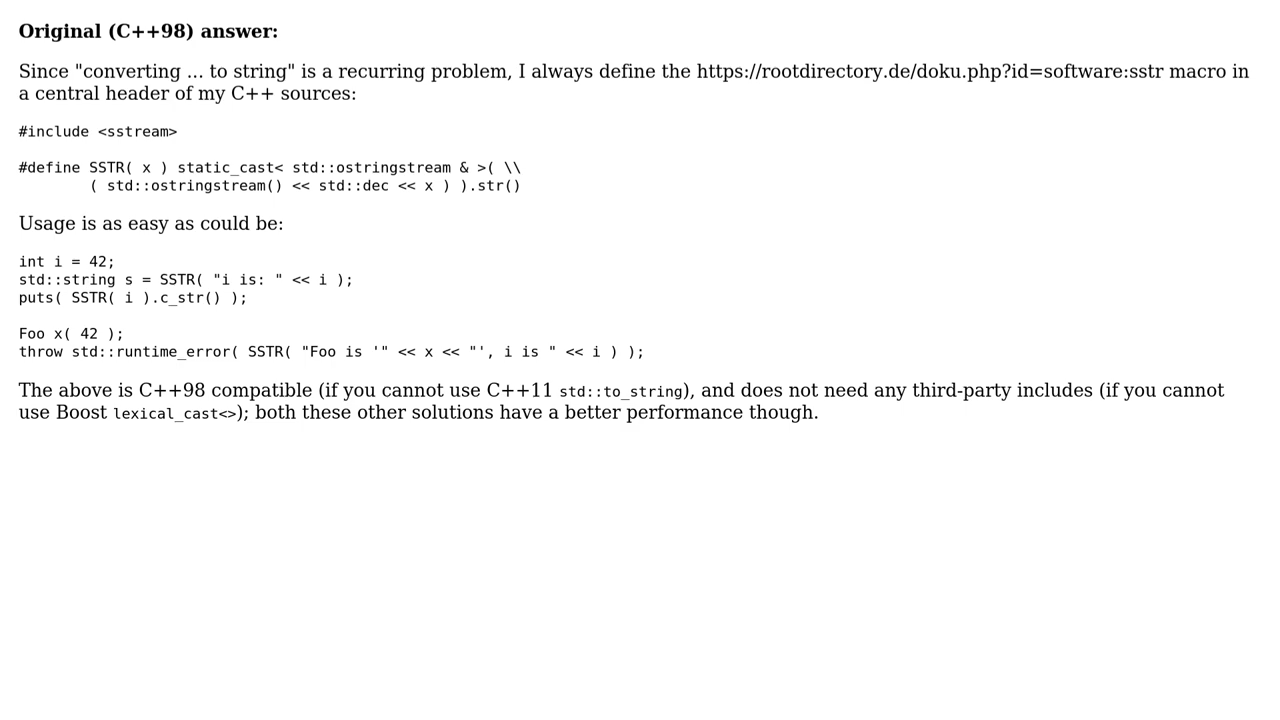 Original (C++98) answer:
Since "converting ... to string" is a recurring problem, I always define the https://rootdirectory.de/doku.php?id=software:sstr macro in
a central header of my C++ sources:
#include <sstream>
#define SSTR( x ) static_cast< std::ostringstream & >( \\
        ( std::ostringstream() << std::dec << x ) ).str()
Usage is as easy as could be:
int i = 42;
std::string s = SSTR( "i is: " << i );
puts( SSTR( i ).c_str() );
Foo x( 42 );
throw std::runtime_error( SSTR( "Foo is '" << x << "', i is " << i ) );
The above is C++98 compatible (if you cannot use C++11 std::to_string), and does not need any third-party includes (if you cannot
use Boost lexical_cast<>); both these other solutions have a better performance though.